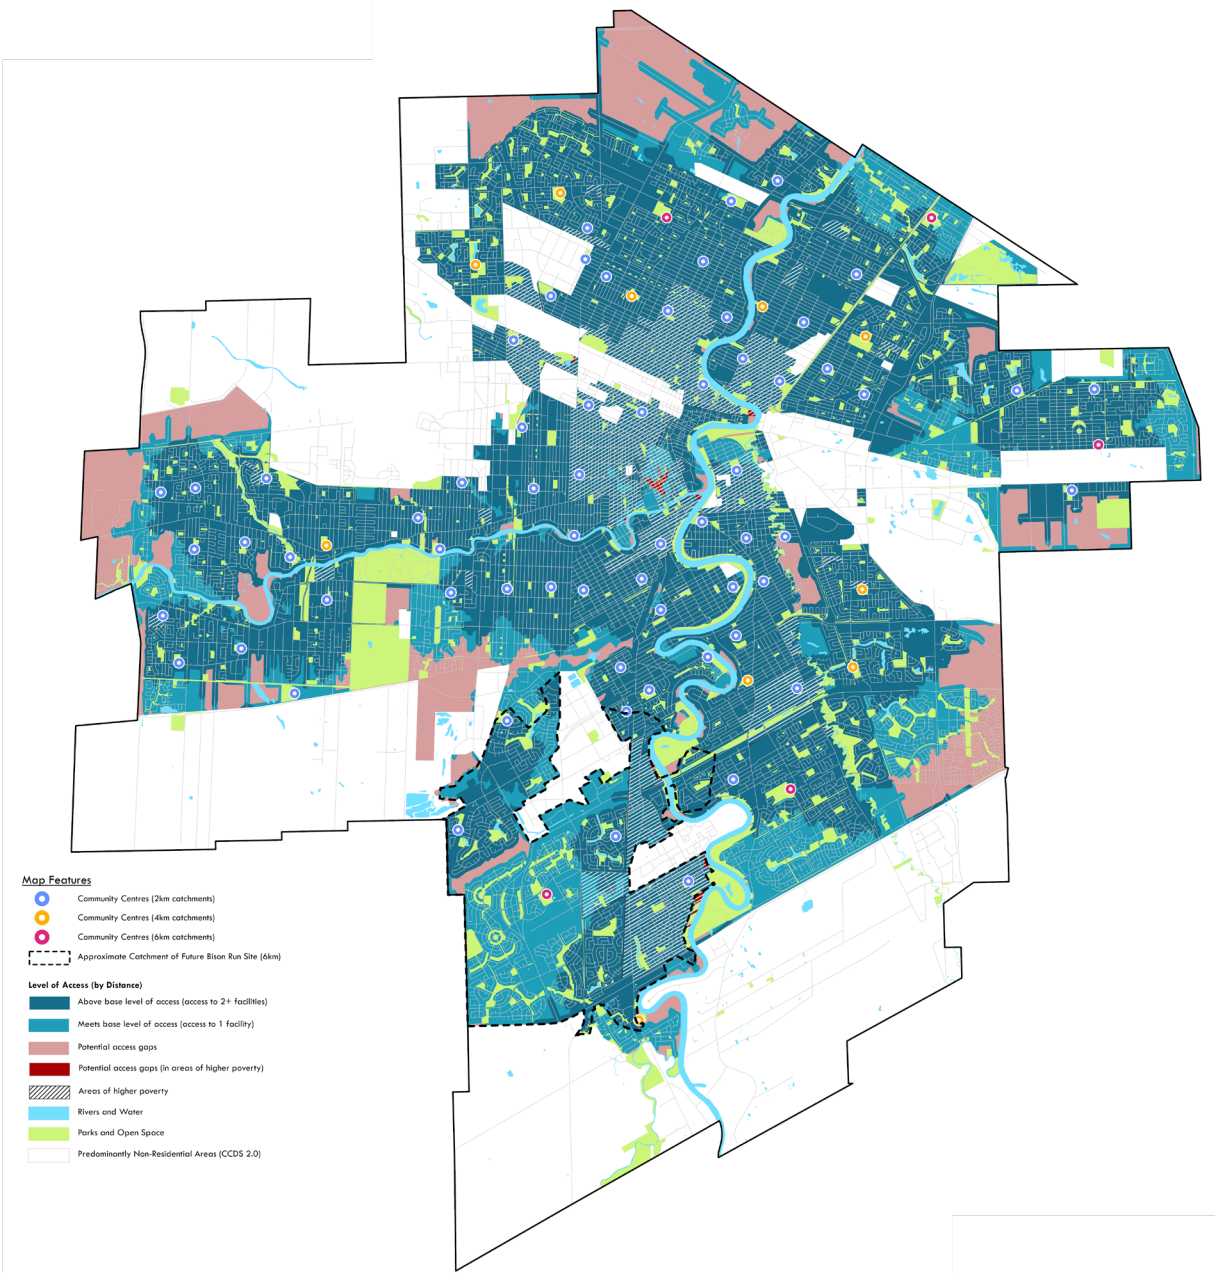 Map Features
Community Centres (2km catchments)
Community Centres (4km catchments)
Community Centres (6km catchments)
Approximate Catchment of Future Bison Run Site (6km)
Level of Access (by Distance)
Above base level of access (access to 2+ facilities)
Meets base level of access (access to 1 facility)
Potential access gaps
Potential access gaps (in areas of higher poverty)
Areas of higher poverty
Rivers and Water
Parks and Open Space
Predominantly Non-Residential Areas (CCDS 2.0)